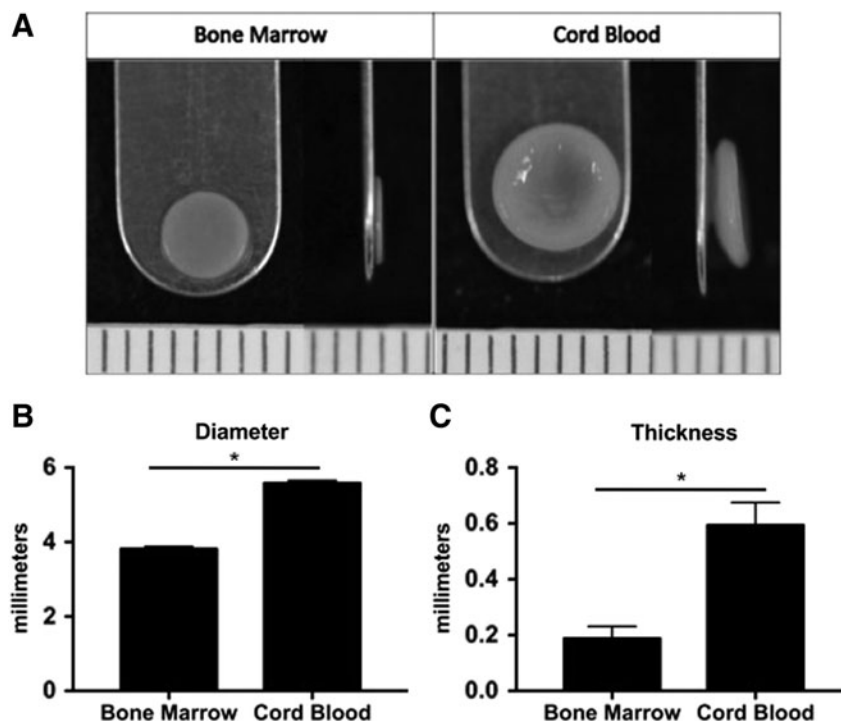 A
Bone Marrow
Cord Blood
B
Diameter
*
6
4
2
0
millimeters
Bone Marrow Cord Blood
C
Thickness
*
0.8
0.6
0.4
0.2
0.0
millimeters
Bone Marrow Cord Blood